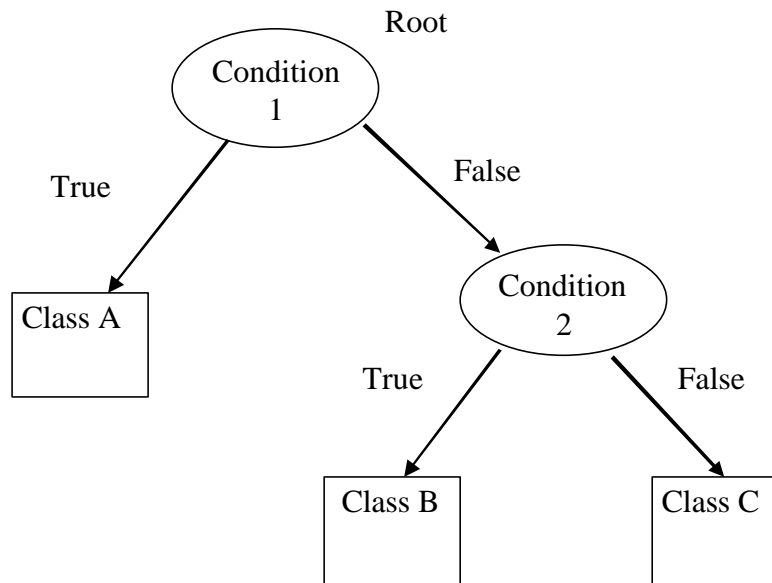 Root
Condition
1
True
False
Class A
Condition
2
True
False
Class B
Class C